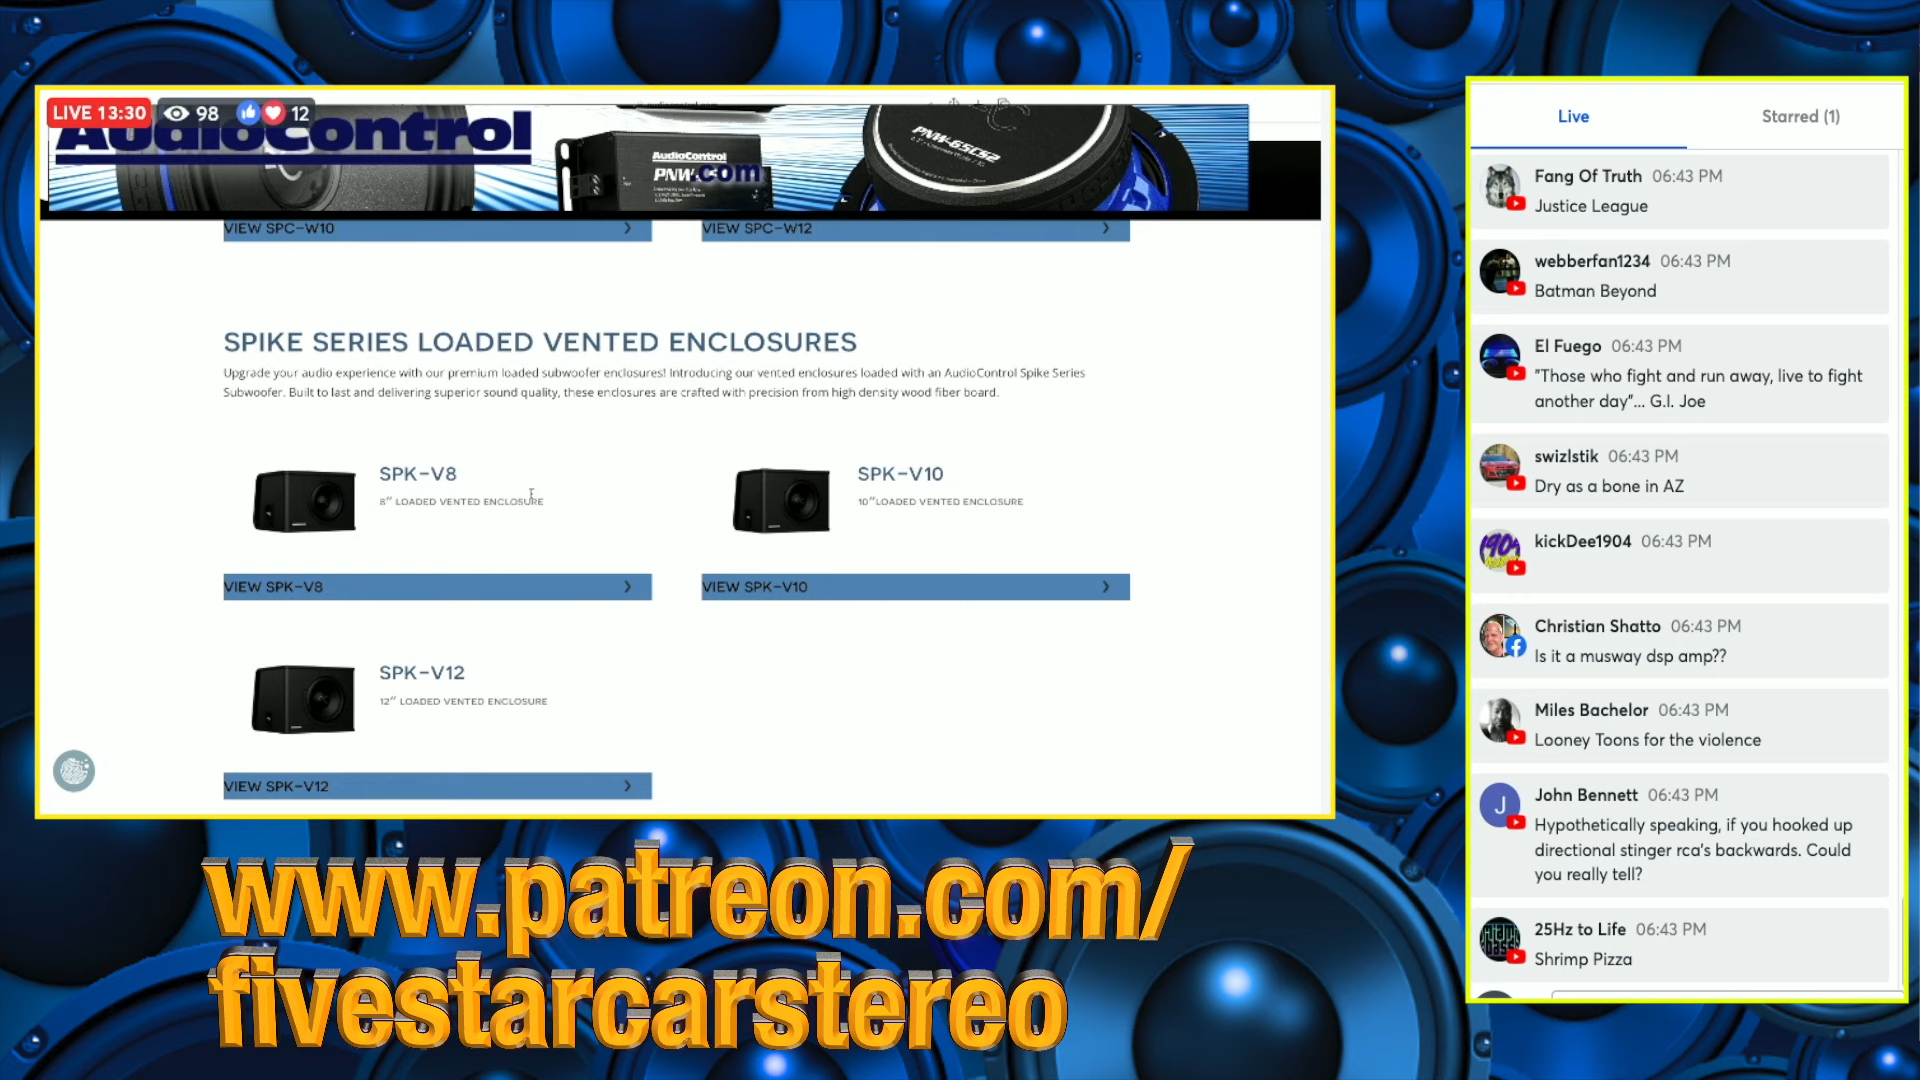 LIVE 13:30
98
12
AudioControl
.com
AudioControl
PNW-65CS2
VIEW SPC-W10
VIEW SPC-W12
SPIKE SERIES LOADED VENTED ENCLOSURES
Upgrade your audio experience with our premium loaded subwoofer enclosures! Introducing our vented enclosures loaded with an AudioControl Spike Series
Subwoofer. Built to last and delivering superior sound quality, these enclosures are crafted with precision from high density wood fiber board.
SPK-V8
8" LOADED VENTED ENCLOSURE
SPK-V10
10"LOADED VENTED ENCLOSURE
VIEW SPK-V8
VIEW SPK-V10
SPK-V12
12" LOADED VENTED ENCLOSURE
VIEW SPK-V12
www.patreon.com/
fivestarcarstereo
Live
Starred (1)
Fang Of Truth 06:43 PM
Justice League
webberfan1234 06:43 PM
Batman Beyond
El Fuego 06:43 PM
"Those who fight and run away, live to fight
another day"... G.I. Joe
swizlstik 06:43 PM
Dry as a bone in AZ
kickDee1904 06:43 PM
Christian Shatto 06:43 PM
Is it a musway dsp amp??
Miles Bachelor 06:43 PM
Looney Toons for the violence
J
John Bennett 06:43 PM
Hypothetically speaking, if you hooked up
directional stinger rca's backwards. Could
you really tell?
25Hz to Life 06:43 PM
Shrimp Pizza